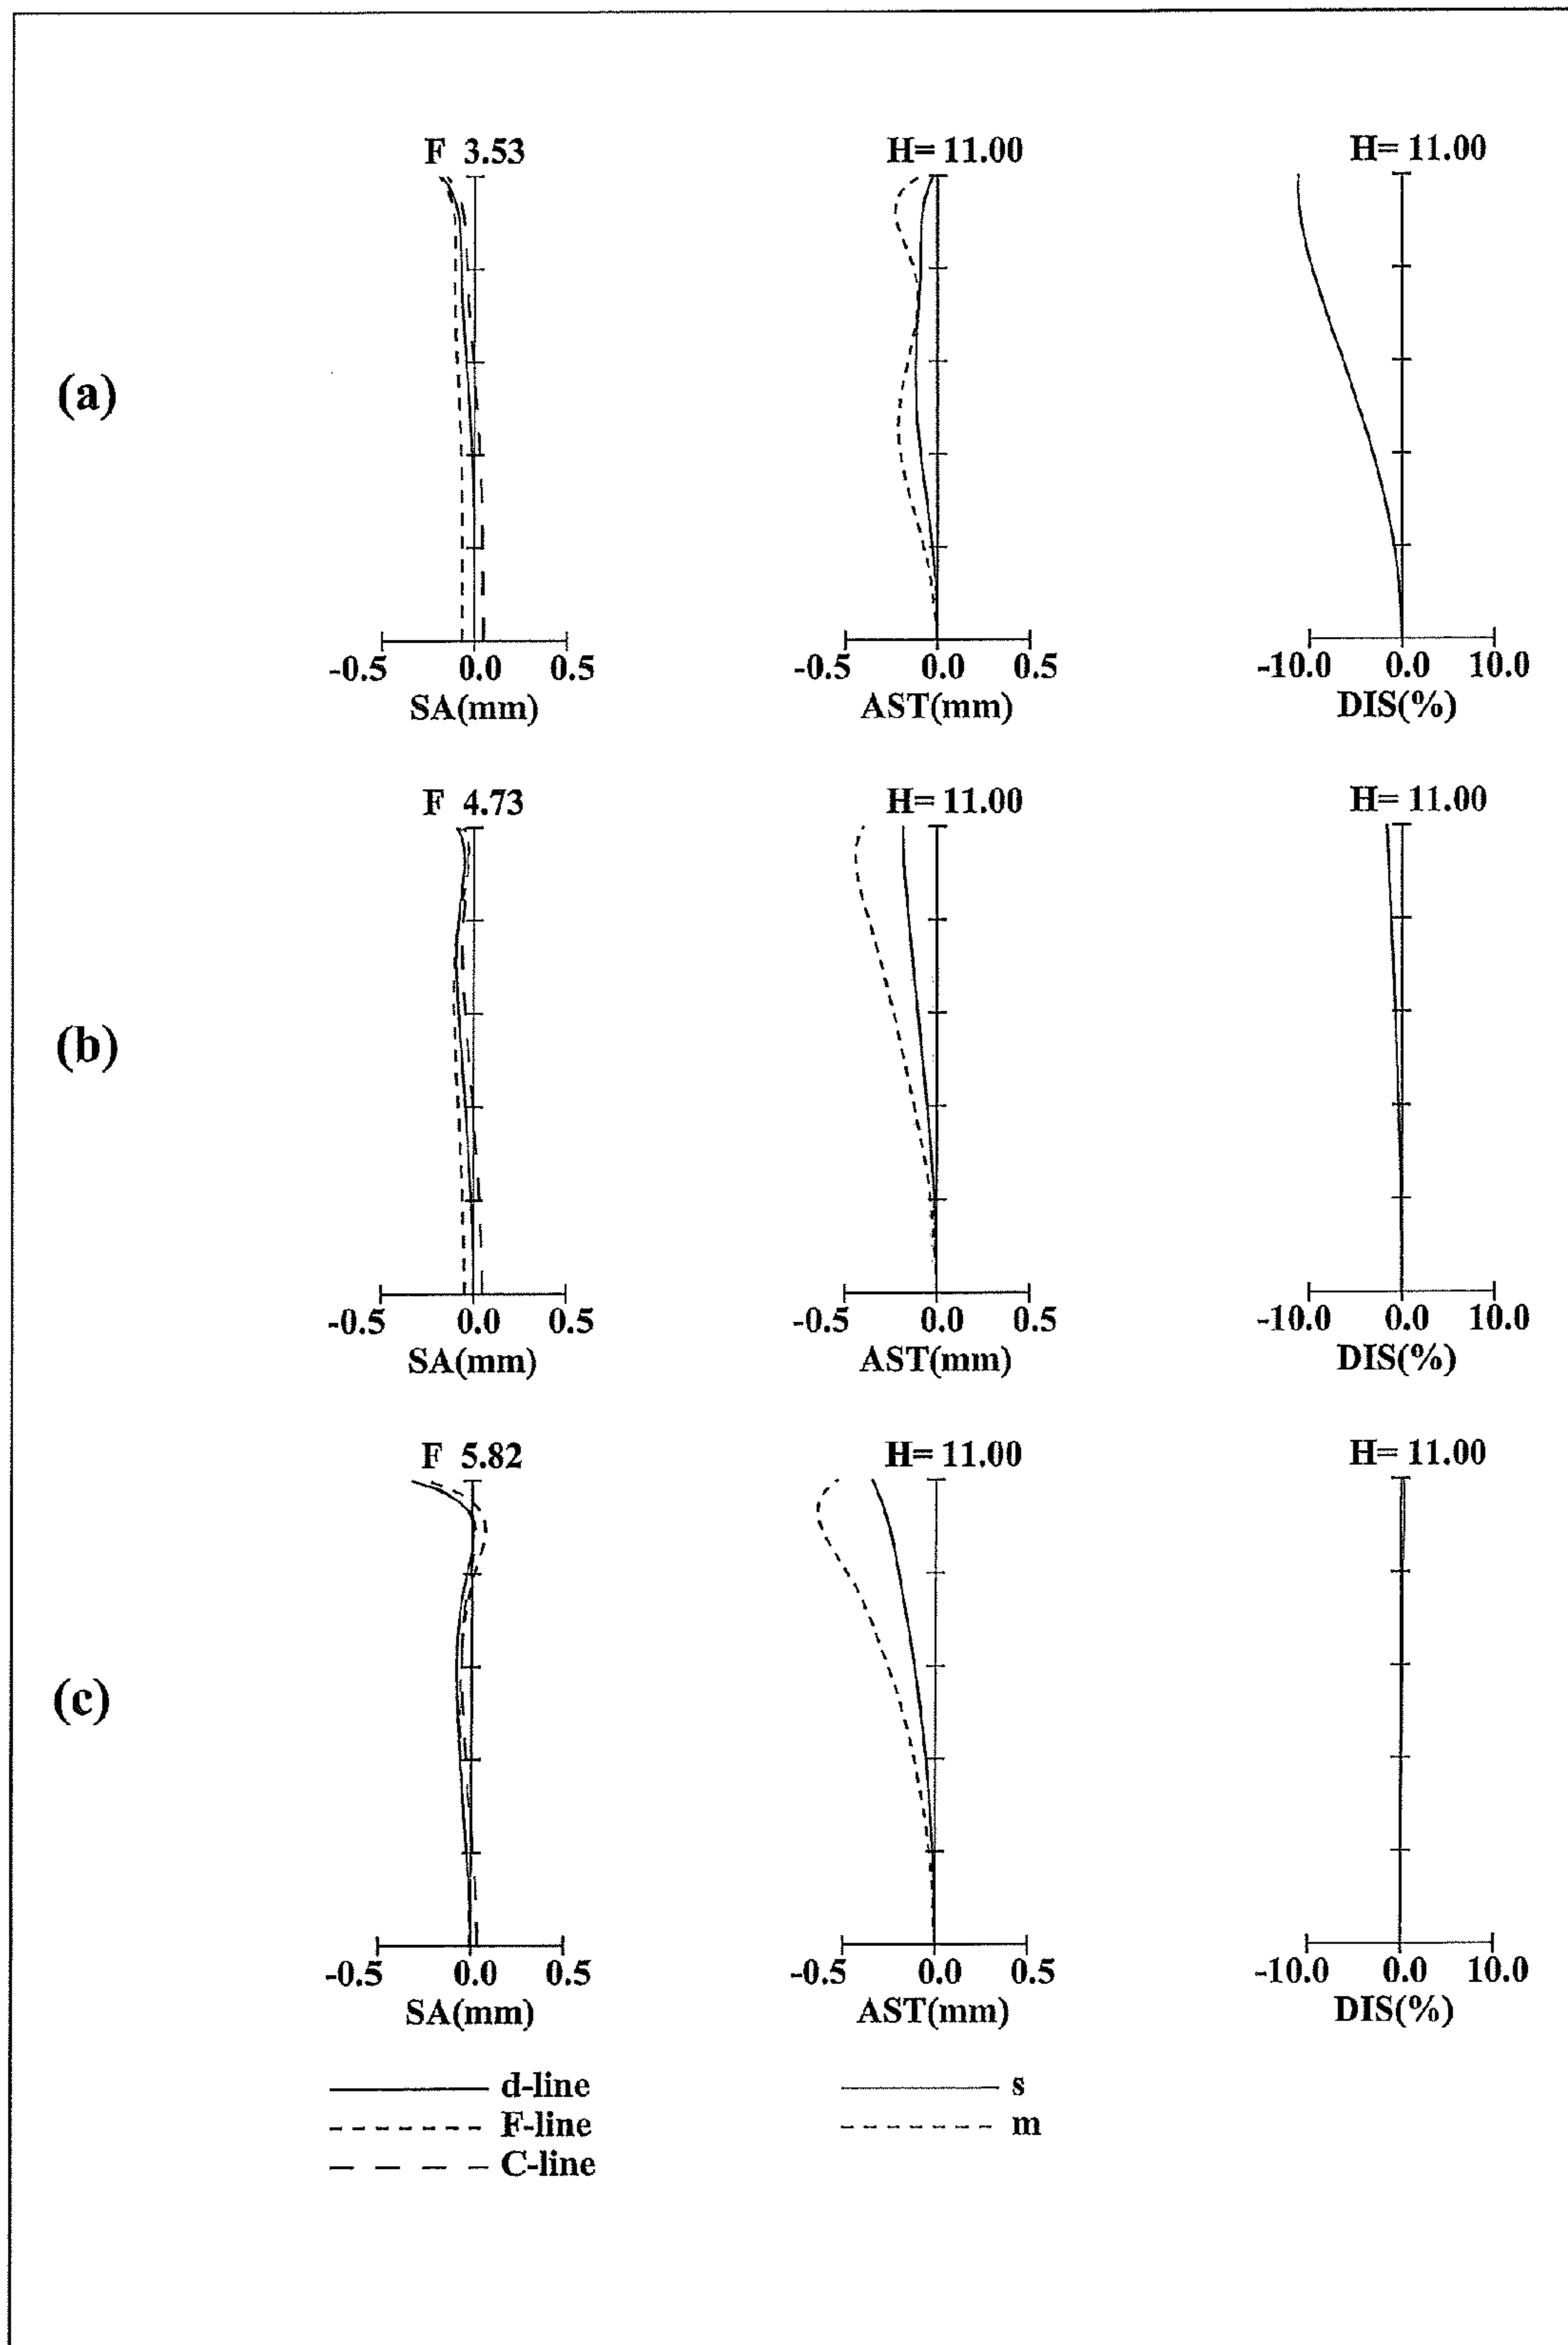 F 3.53
H= 11.00
H= 11.00
(a)
-0.5 0.0 0.5
-0.5 0.0 0.5
-10.0 0.0 10.0
SA(mm)
AST(mm)
DIS(%)
F 4.73
H= 11.00
H= 11.00
(b)
-0.5 0.0 0.5
-0.5 0.0 0.5
-10.0 0.0 10.0
SA(mm)
AST(mm)
DIS(%)
F 5.82
H= 11.00
H= 11.00
(c)
-0.5 0.0 0.5
-0.5 0.0 0.5
-10.0 0.0 10.0
SA(mm)
AST(mm)
DIS(%)
d-line
F-line
C-line
s
m